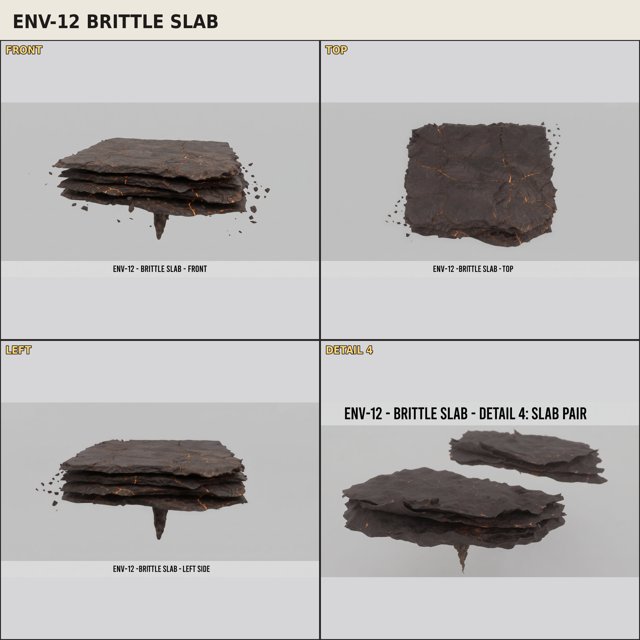 ENV-12 BRITTLE SLAB
FRONT
TOP
ENV-12 - BRITTLE SLAB - FRONT
ENV-12 -BRITTLE SLAB -TOP
LEFT
DETAIL 4
ENV-12 - BRITTLE SLAB - DETAIL 4: SLAB PAIR
ENV-12 -BRITTLE SLAB - LEFT SIDE